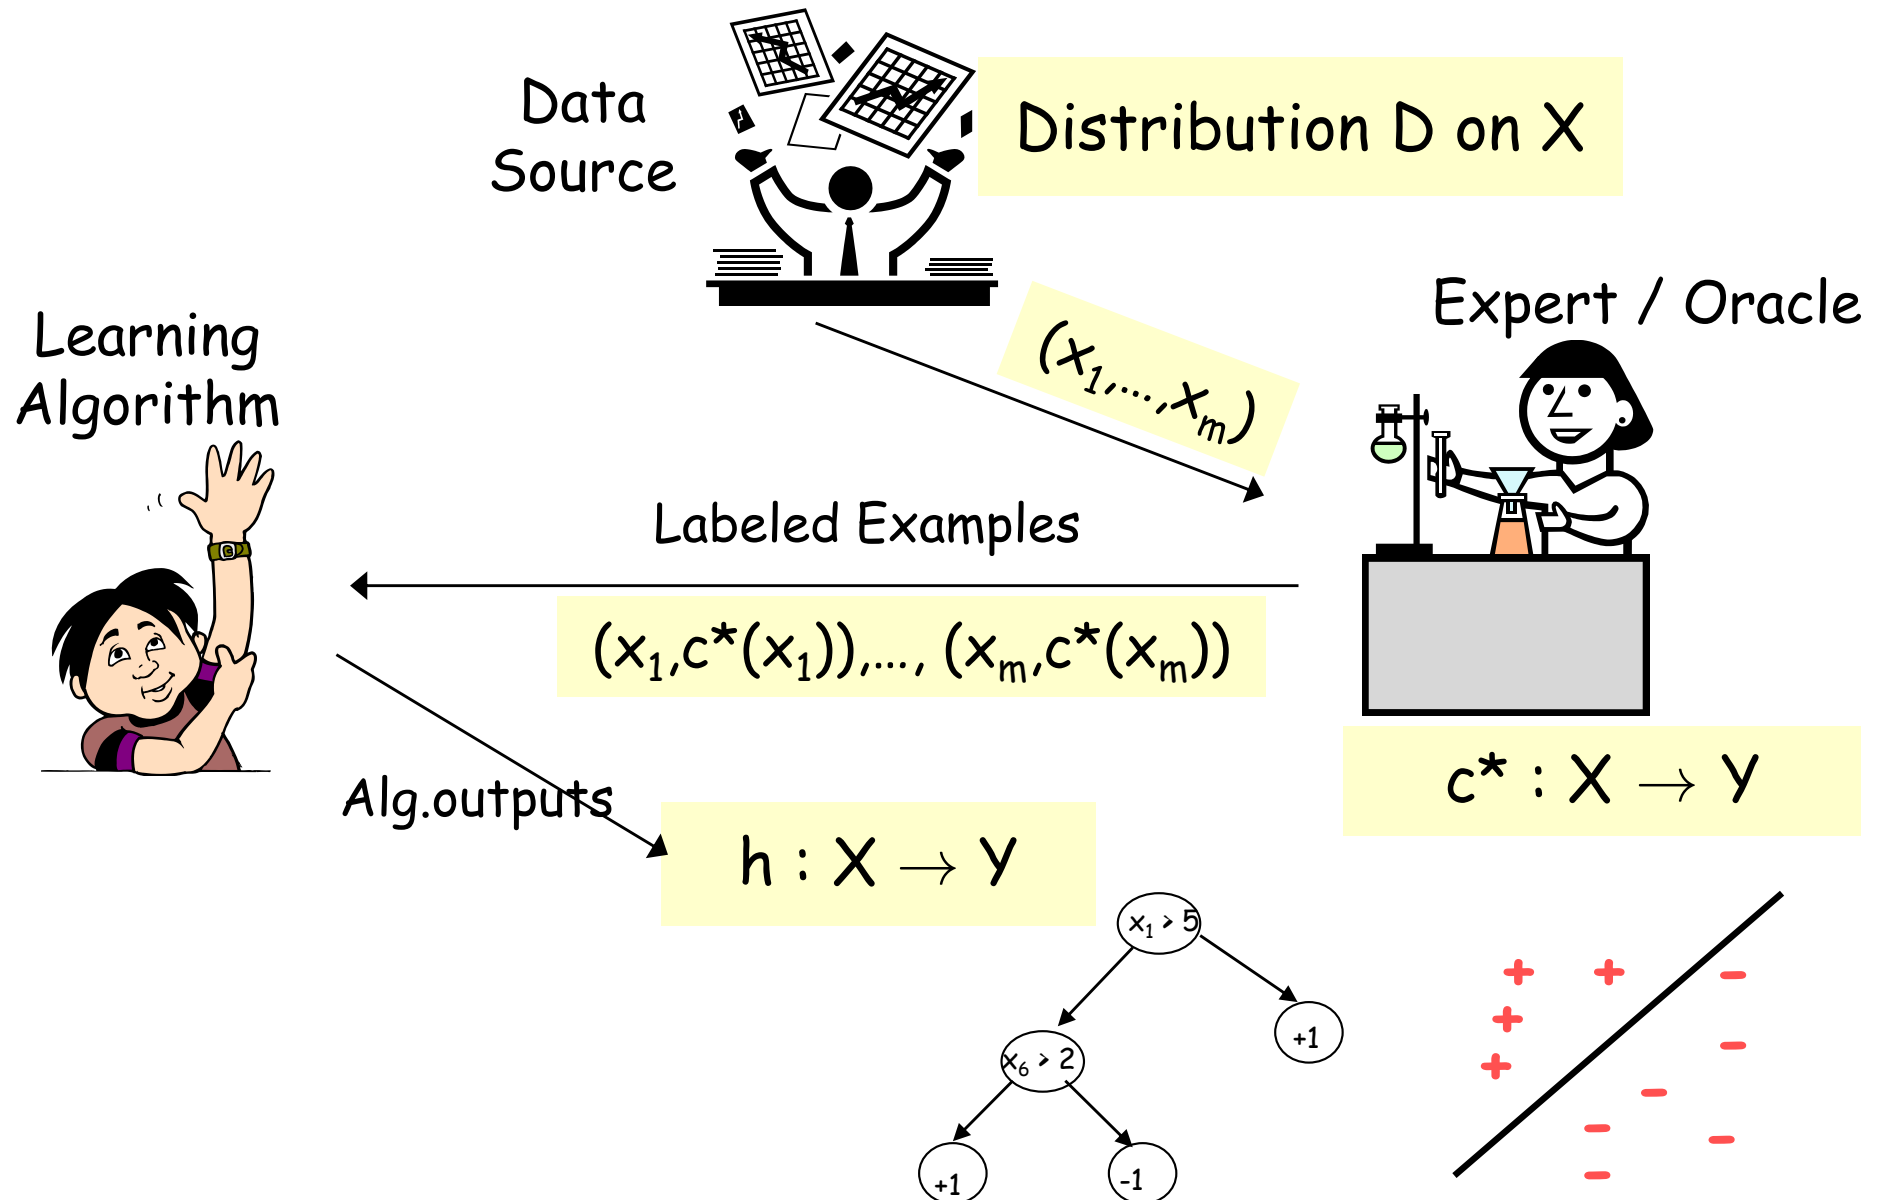 Data
Source
Distribution D on X
Expert / Oracle
Learning
Algorithm
(x₁,...,xₘ)
Labeled Examples
(x₁,c*(x₁)),..., (xₘ,c*(xₘ))
c* : X → Y
Alg.outputs
h : X → Y
x₁ > 5
+1
x₆ > 2
+1
-1
+ + -
+
-
+
-
-
-
-